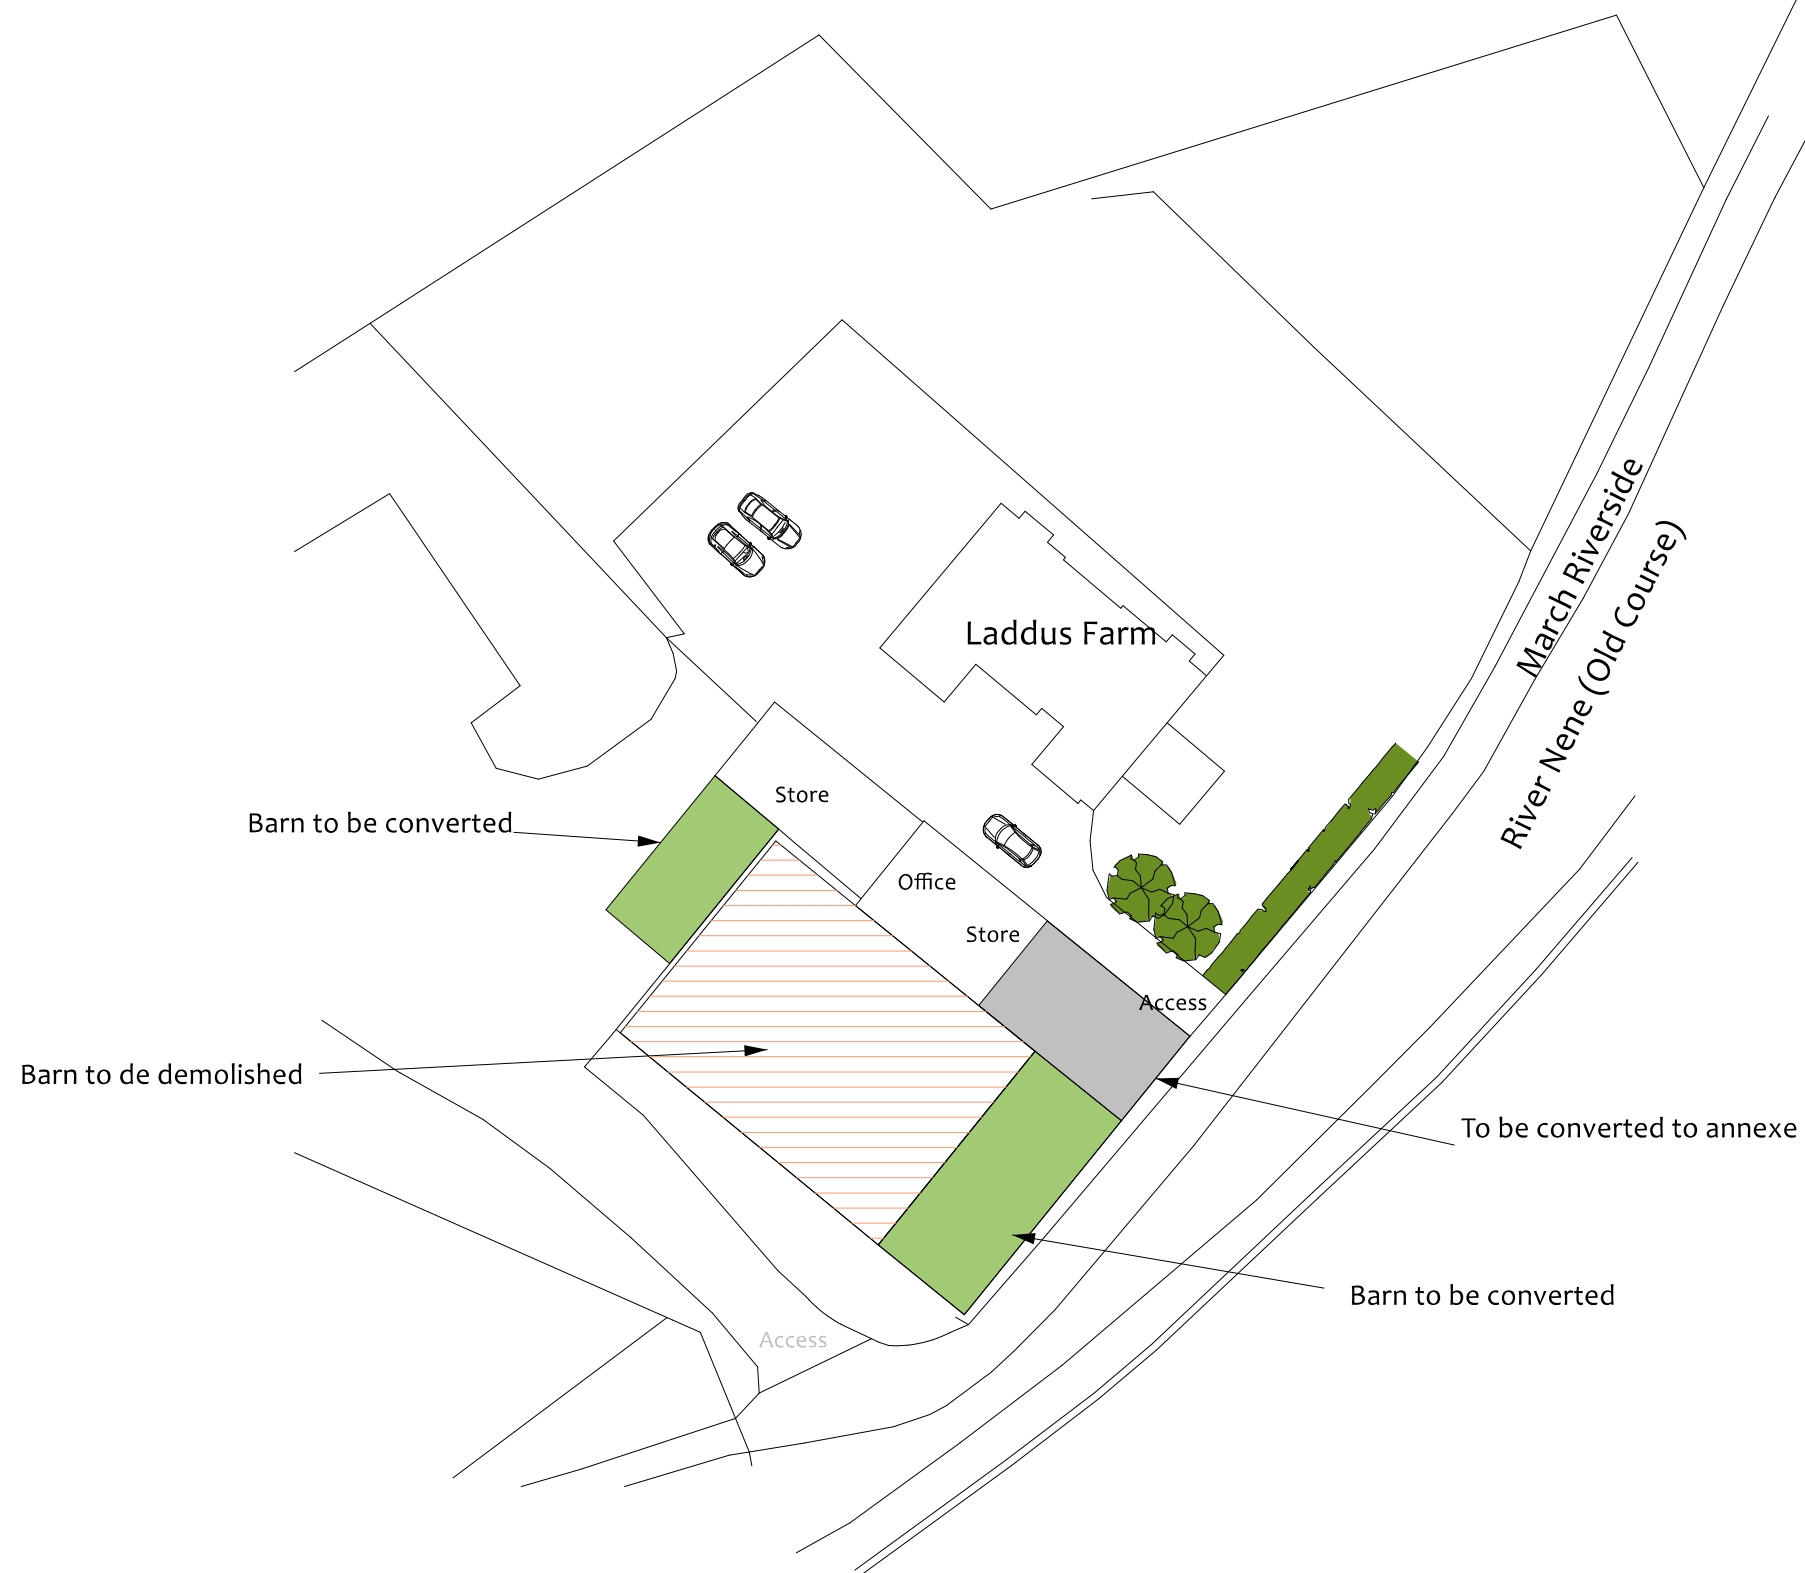 March Riverside
River Nene (Old Course)
Laddus Farm
Store
Barn to be converted
Office
Store
Access
Barn to de demolished
To be converted to annexe
Barn to be converted
Access